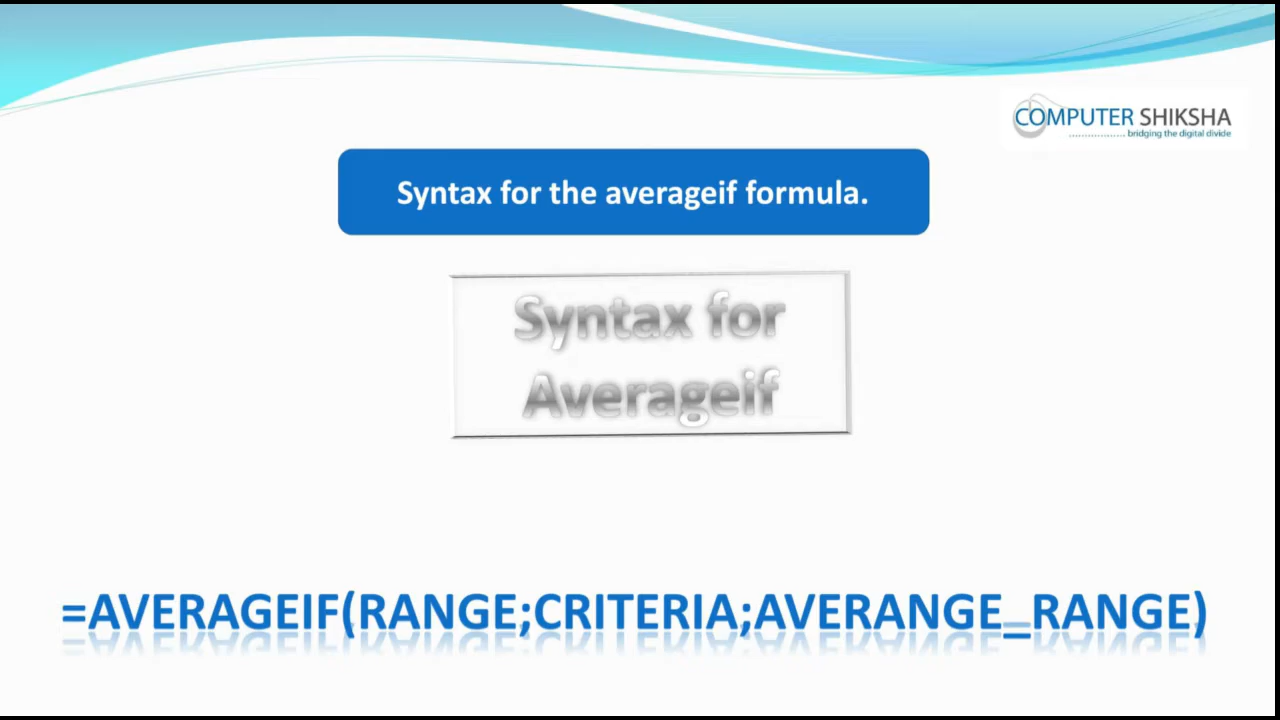 COMPUTER SHIKSHA
bridging the digital divide
Syntax for the averageif formula.
Syntax for
Averageif
=AVERAGEIF(RANGE;CRITERIA;AVERANGE_RANGE)